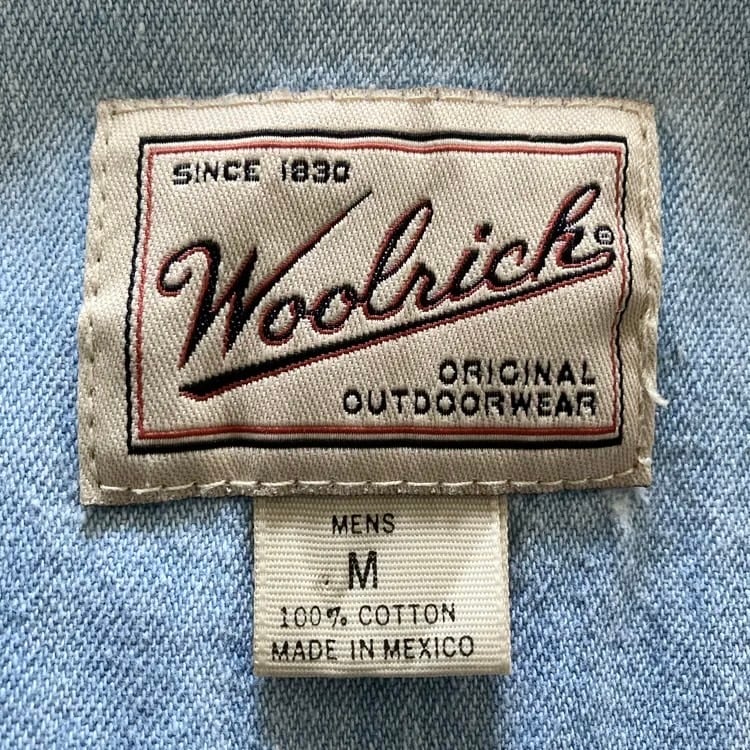 SINCE 1830
Woolrich®
ORIGINAL
OUTDOORWEAR
MENS
M
100% COTTON
MADE IN MEXICO